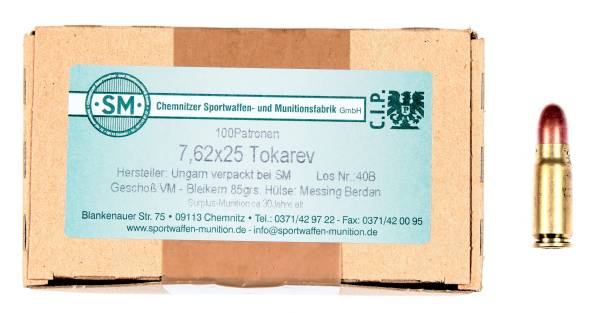 SM
Chemnitzer Sportwaffen- und Munitionsfabrik GmbH
C.I.P.
100Patronen
7,62x25 Tokarev
Hersteller: Ungarn verpackt bei SM Los Nr.:40B
Geschoß VM - Bleikern 85grs. Hülse: Messing Berdan
Surplus-Munition ca.30Jahre alt
Blankenauer Str. 75 • 09113 Chemnitz • Tel.: 0371/42 97 22 - Fax: 0371/42 00 95
www.sportwaffen-munition.de - info@sportwaffen-munition.de